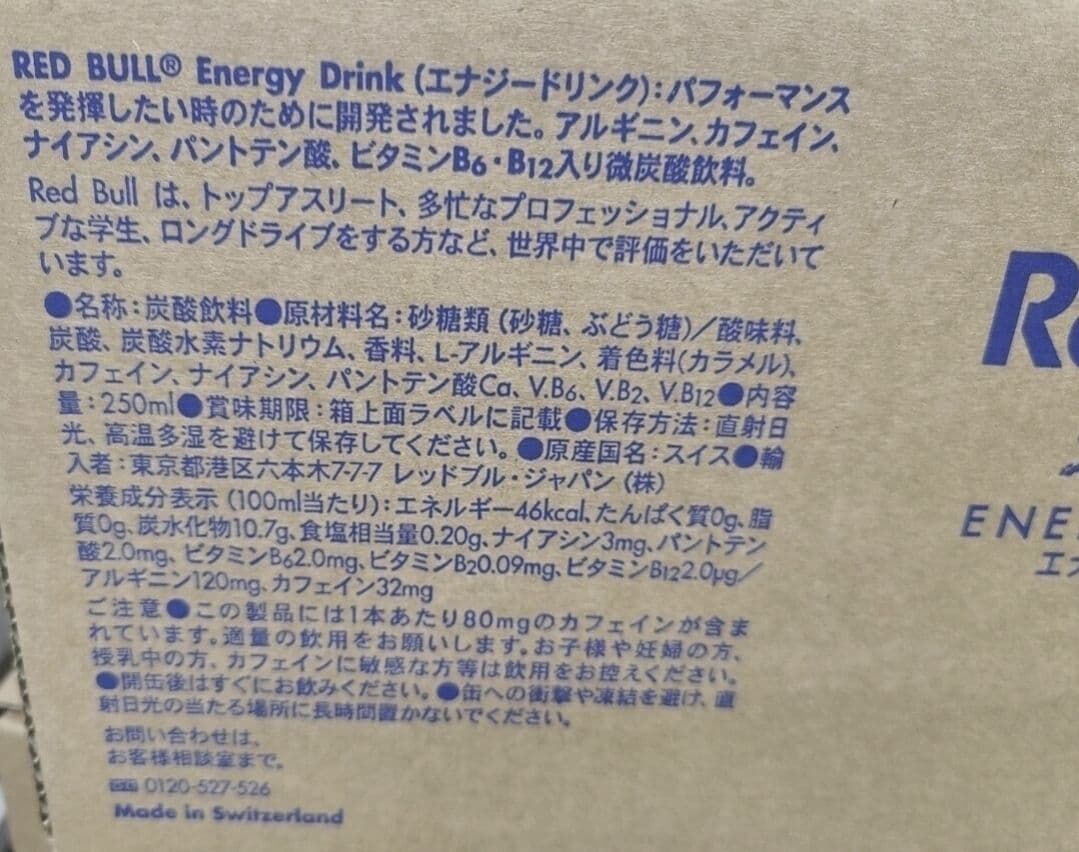 RED BULL® Energy Drink (エナジードリンク):パフォーマンス
を発揮したい時のために開発されました。アルギニン、カフェイン、
ナイアシン、パントテン酸、ビタミンB6・B12入り微炭酸飲料。
Red Bull は、トップアスリート、多忙なプロフェッショナル、アクティ
ブな学生、ロングドライブをする方など、世界中で評価をいただいて
います。
●名称:炭酸飲料●原材料名:砂糖類(砂糖、ぶどう糖)/酸味料、
炭酸、炭酸水素ナトリウム、香料、L-アルギニン、着色料(カラメル)、
カフェイン、ナイアシン、パントテン酸Ca、V.B6、V.B2、V.B12●内容
量:250ml●賞味期限:箱上面ラベルに記載●保存方法:直射日
光、高温多湿を避けて保存してください。●原産国名:スイス●輸
入者:東京都港区六本木7-7-7 レッドブル・ジャパン(株)
栄養成分表示(100ml当たり):エネルギー46kcal、たんぱく質0g、脂
質0g、炭水化物10.7g、食塩相当量0.20g、ナイアシン3mg、パントテン
酸2.0mg、ビタミンB62.0mg、ビタミンB20.09mg、ビタミンB122.0μg/
アルギニン120mg、カフェイン32mg
ご注意●この製品には1本あたり80mgのカフェインが含ま
れています。適量の飲用をお願いします。お子様や妊婦の方、
授乳中の方、カフェインに敏感な方等は飲用をお控えください。
●開缶後はすぐにお飲みください。●缶への衝撃や凍結を避け、直
射日光の当たる場所に長時間置かないでください。
お問い合わせは、
お客様相談室まで。
0120-527-526
Made in Switzerland
Re
ENE
エナ